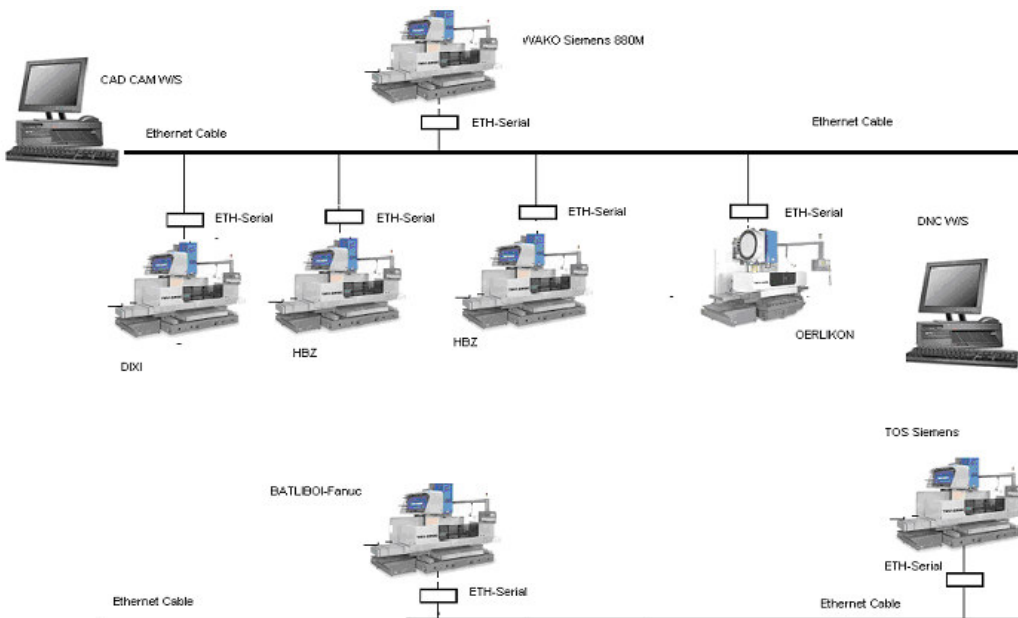 WAKO Siemens 880M
CAD CAM W/S
ETH-Serial
Ethernet Cable
Ethernet Cable
ETH-Serial
ETH-Serial
ETH-Serial
ETH-Serial
DNC W/S
OERLIKON
HBZ
HBZ
DIXI
TOS Siemens
BATLIBOI-Fanuc
ETH-Serial
ETH-Serial
Ethernet Cable
Ethernet Cable